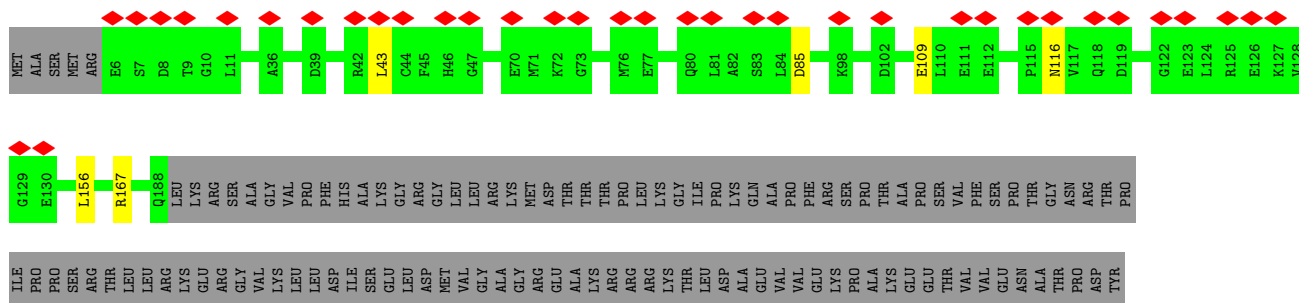 MET ALA SER MET ARG E6 S7 D8 T9 G10 L11 A36 D39 R42 L43 C44 F45 H46 G47 E70 M71 K72 G73 M76 E77 Q80 L81 A82 S83 L84 D85 K98 D102 E109 L110 E111 E112 P115 N116 V117 Q118 D119 G122 E123 L124 R125 E126 K127 V128
G129 E130 L156 R167 Q188 LEU LYS ARG SER ALA GLY VAL PRO PHE HIS ALA LYS GLY ARG GLY LEU LEU ARG LYS MET ASP THR THR THR PRO LEU LYS GLY ILE PRO LYS GLN ALA PRO PHE ARG SER PRO THR ALA PRO SER VAL PHE SER PRO THR GLY ASN ARG THR PRO
ILE PRO PRO SER ARG THR LEU LEU ARG LYS GLU ARG GLY VAL LYS LEU LEU ASP ILE SER GLU LEU ASP MET VAL GLY ALA GLY ARG GLU ALA LYS ARG ARG ARG LYS THR LEU ASP ALA GLU VAL VAL GLU LYS PRO ALA LYS GLU GLU THR VAL VAL GLU ASN ALA THR PRO ASP TYR